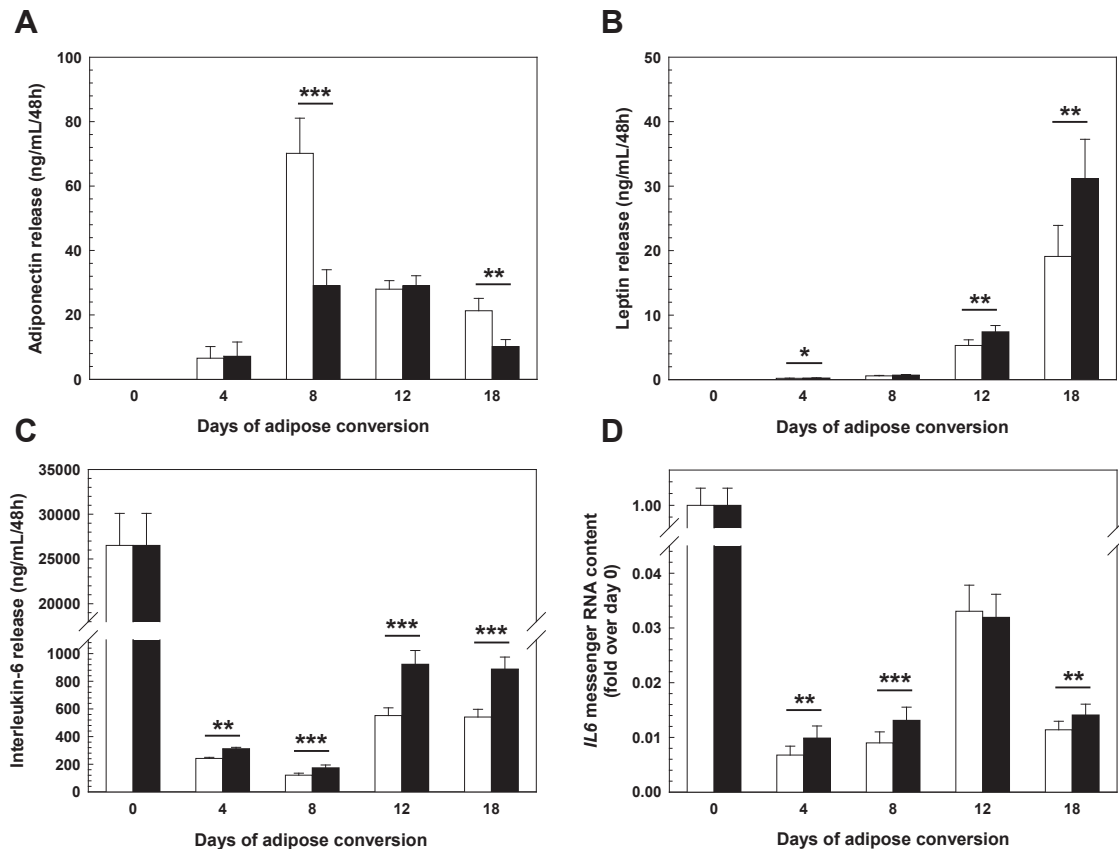 A
Adiponectin release (ng/mL/48h)
100
80
60
40
20
0
***
**
0 4 8 12 18
Days of adipose conversion
B
Leptin release (ng/mL/48h)
50
40
30
20
10
0
*
**
**
0 4 8 12 18
Days of adipose conversion
C
Interleukin-6 release (ng/mL/48h)
35000
30000
25000
20000
1000
800
600
400
200
0
**
***
***
***
0 4 8 12 18
Days of adipose conversion
D
IL6 messenger RNA content
(fold over day 0)
1.00
0.04
0.03
0.02
0.01
0.00
**
***
**
0 4 8 12 18
Days of adipose conversion